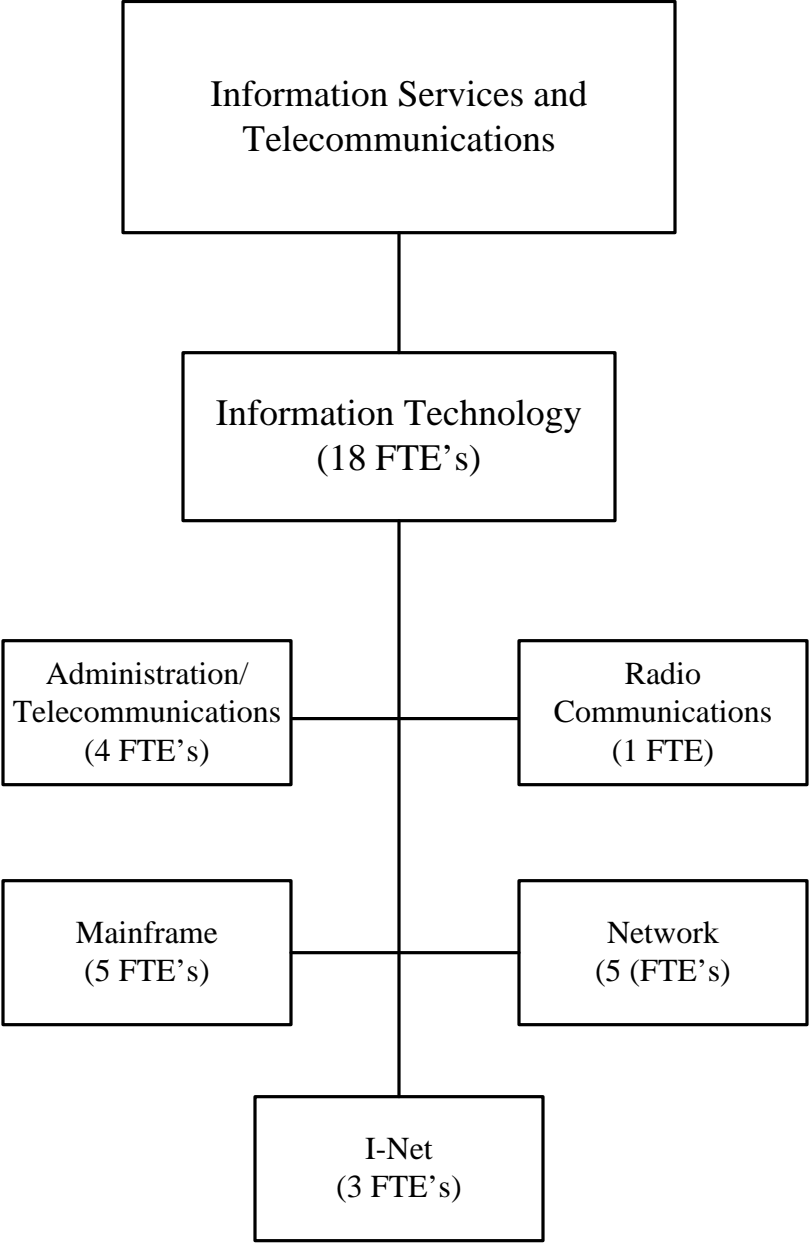 Information Services and
Telecommunications
Information Technology
(18 FTE’s)
Administration/
Telecommunications
(4 FTE’s)
Radio
Communications
(1 FTE)
Mainframe
(5 FTE’s)
Network
(5 (FTE’s)
I-Net
(3 FTE’s)